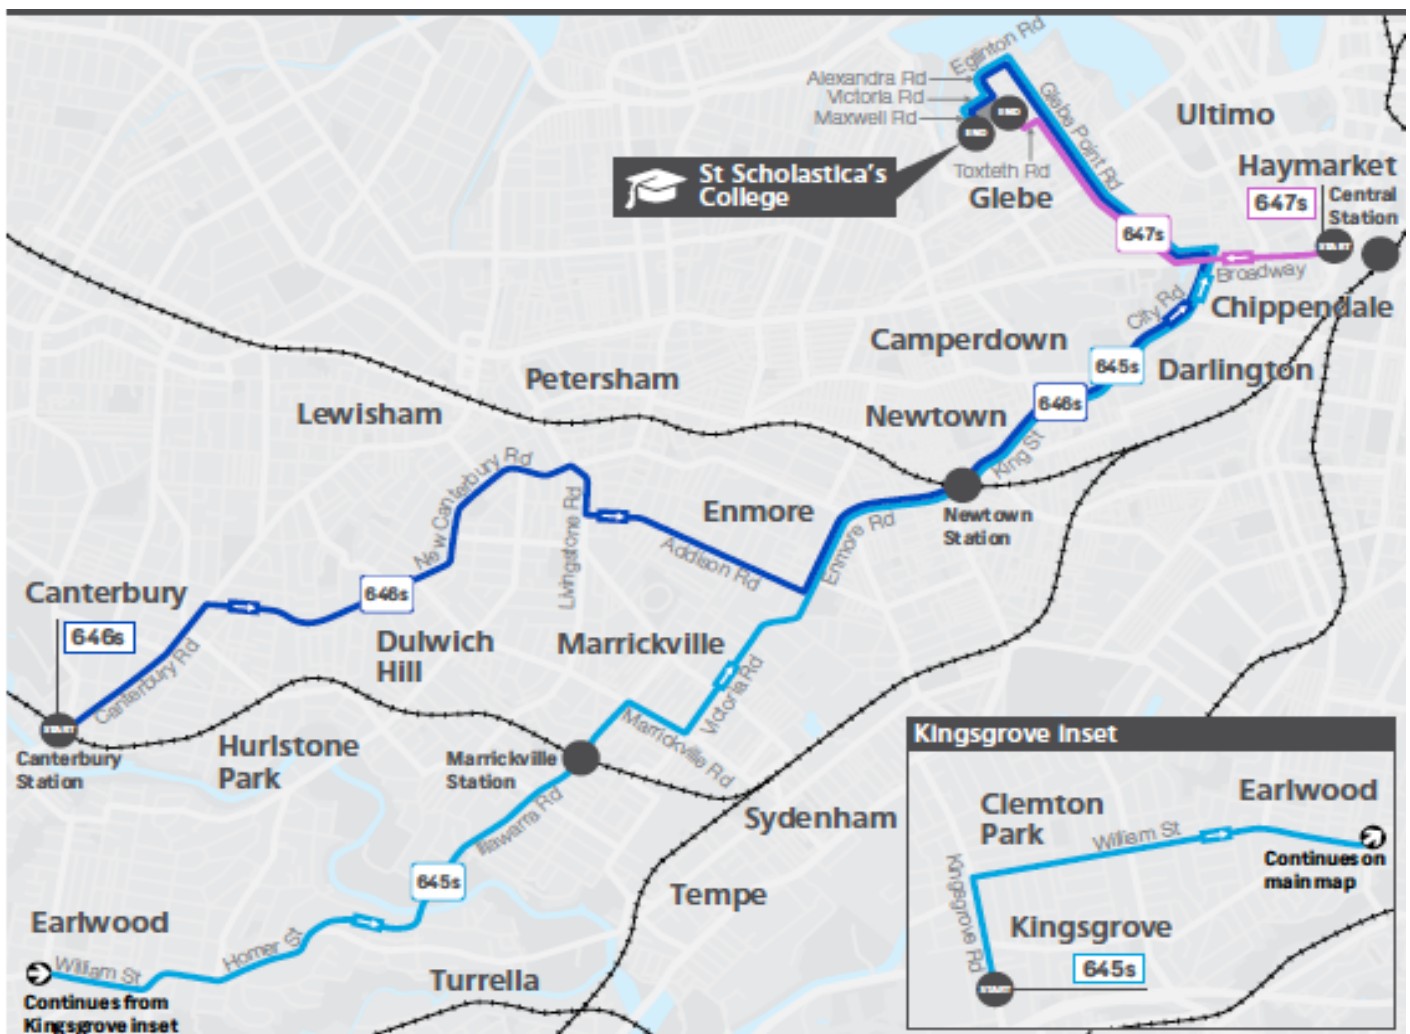 Eglinton Rd
Alexandra Rd
Victoria Rd
Maxwell Rd
END
END
Glebe Point Rd
Toxteth Rd
Glebe
St Scholastica's
College
Ultimo
Haymarket
647s
Central
Station
START
647s
Broadway
City Rd
Chippendale
Camperdown
645s
Darlington
Petersham
646s
Lewisham
Newtown
King St
New Canterbury Rd
Livingstone Rd
Enmore
Addison Rd
Enmore Rd
Newtown
Station
Canterbury
646s
646s
Dulwich
Hill
Marrickville
Victoria Rd
Canterbury Rd
START
Canterbury
Station
Hurlstone
Park
Marrickville
Station
Marrickville Rd
Illawarra Rd
Sydenham
645s
Tempe
Earlwood
William St
Homer St
Turrella
Continues from
Kingsgrove inset
Kingsgrove Inset
Earlwood
Clemton
Park
William St
Continues on
main map
Kingsgrove Rd
Kingsgrove
645s
START